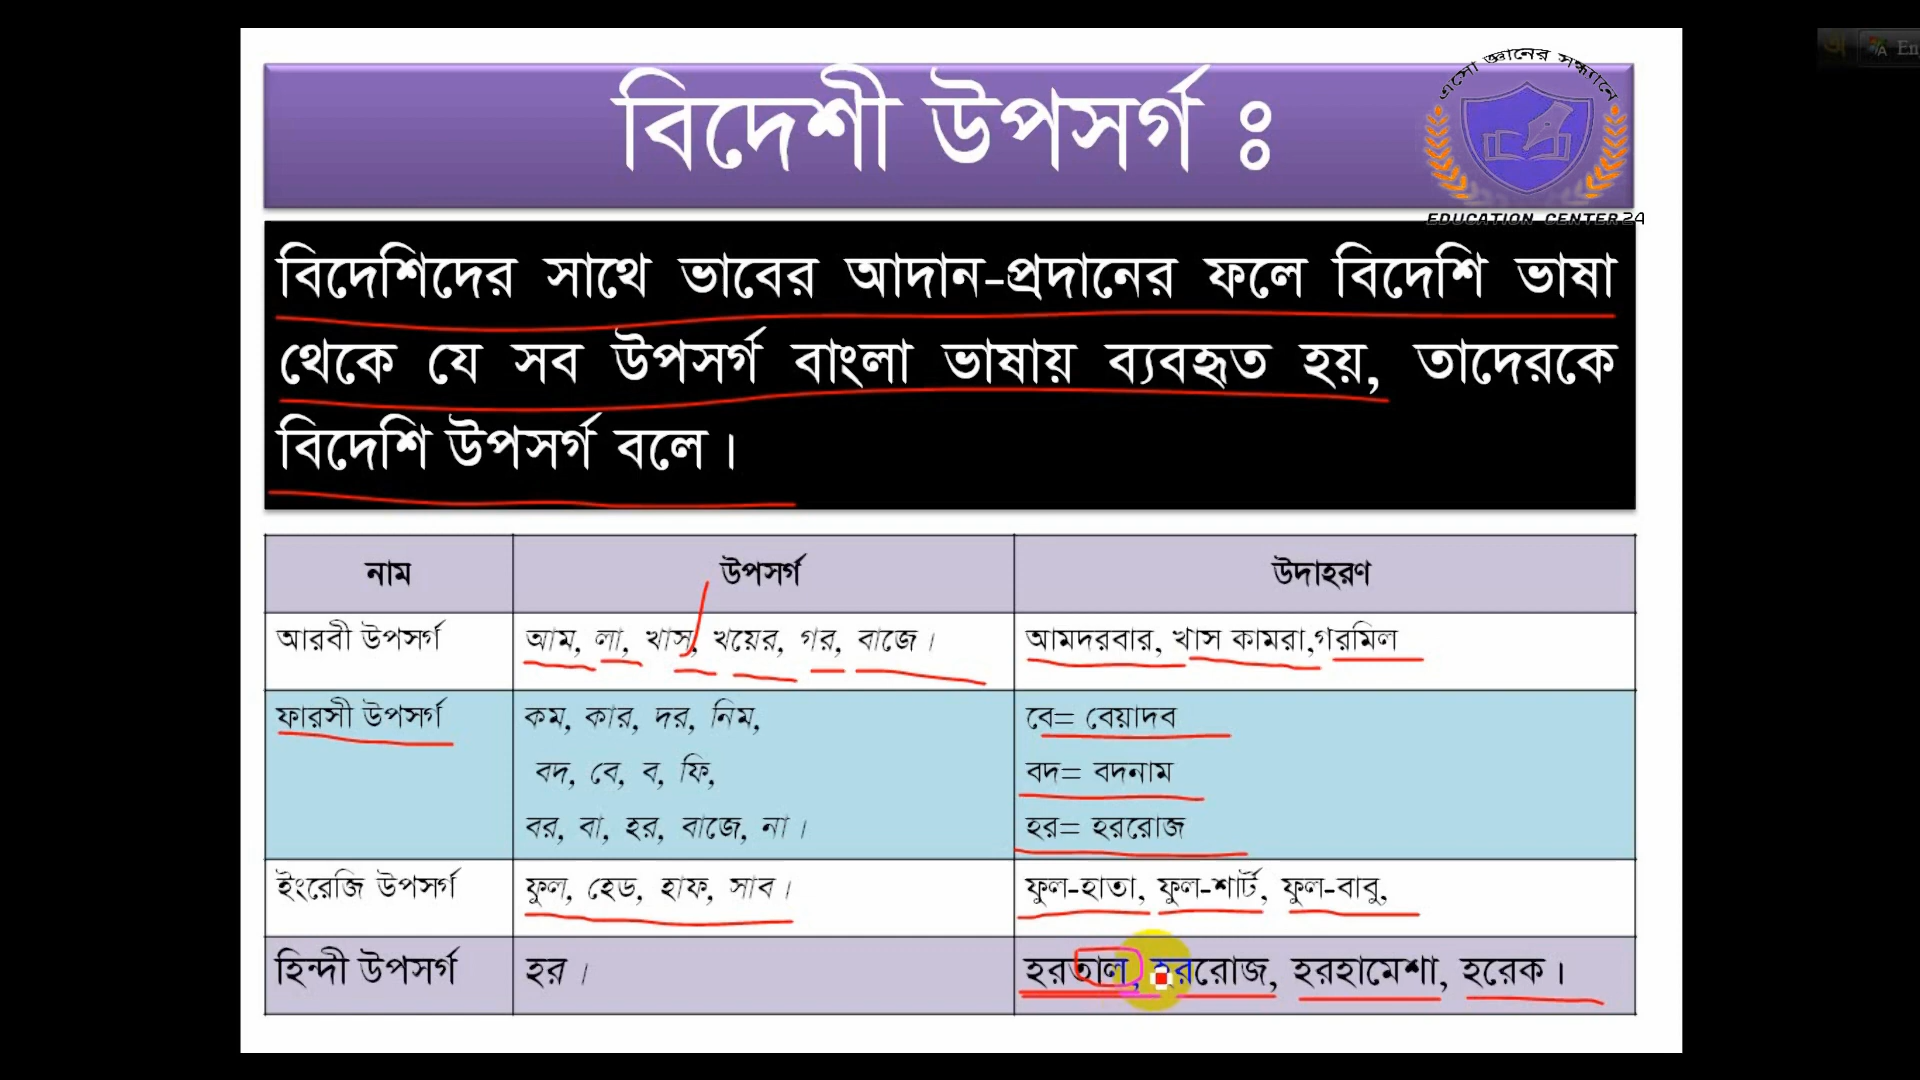 এসো জ্ঞানের সন্ধ্যানে
বিদেশী উপসর্গ ঃ
EDUCATION CENTER24
বিদেশিদের সাথে ভাবের আদান-প্রদানের ফলে বিদেশি ভাষা
থেকে যে সব উপসর্গ বাংলা ভাষায় ব্যবহৃত হয়, তাদেরকে
বিদেশি উপসর্গ বলে।
নাম উপসর্গ উদাহরণ
আরবী উপসর্গ আম, লা, খাস, খয়ের, গর, বাজে। আমদরবার, খাস কামরা,গরমিল
ফারসী উপসর্গ কম, কার, দর, নিম, বে= বেয়াদব
বদ, বে, ব, ফি, বদ= বদনাম
বর, বা, হর, বাজে, না। হর= হররোজ
ইংরেজি উপসর্গ ফুল, হেড, হাফ, সাব। ফুল-হাতা, ফুল-শার্ট, ফুল-বাবু,
হিন্দী উপসর্গ হর। হরতাল, হররোজ, হরহামেশা, হরেক।